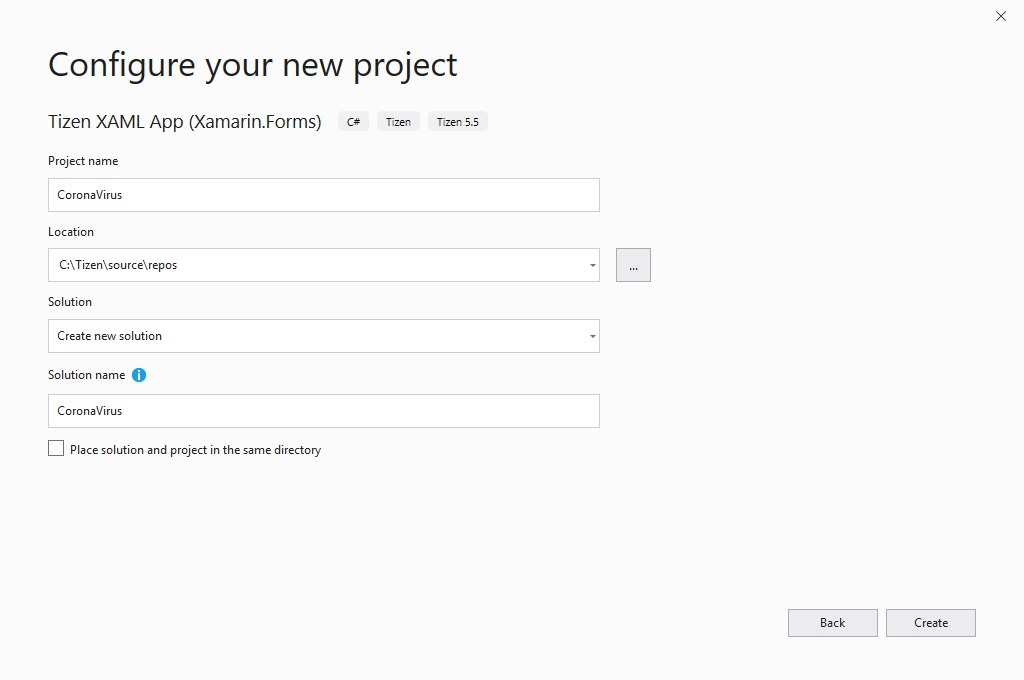 Configure your new project
Tizen XAML App (Xamarin.Forms) C# Tizen Tizen 5.5
Project name
CoronaVirus
Location
C:\Tizen\source\repos
...
Solution
Create new solution
Solution name
CoronaVirus
Place solution and project in the same directory
Back Create